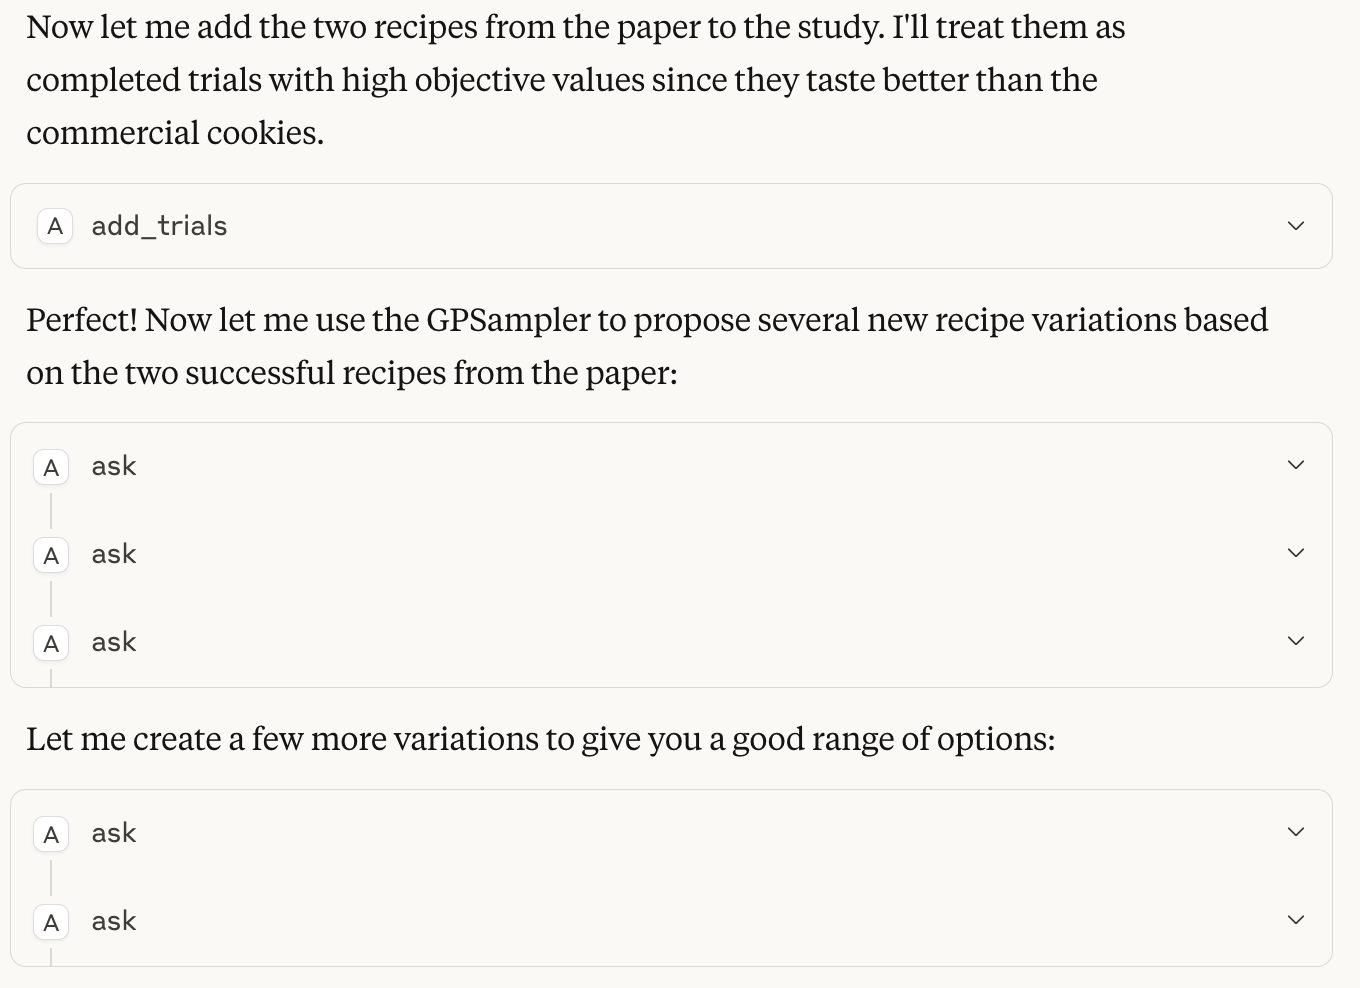 Now let me add the two recipes from the paper to the study. I'll treat them as
completed trials with high objective values since they taste better than the
commercial cookies.
A add_trials
Perfect! Now let me use the GPSampler to propose several new recipe variations based
on the two successful recipes from the paper:
A ask
A ask
A ask
Let me create a few more variations to give you a good range of options:
A ask
A ask